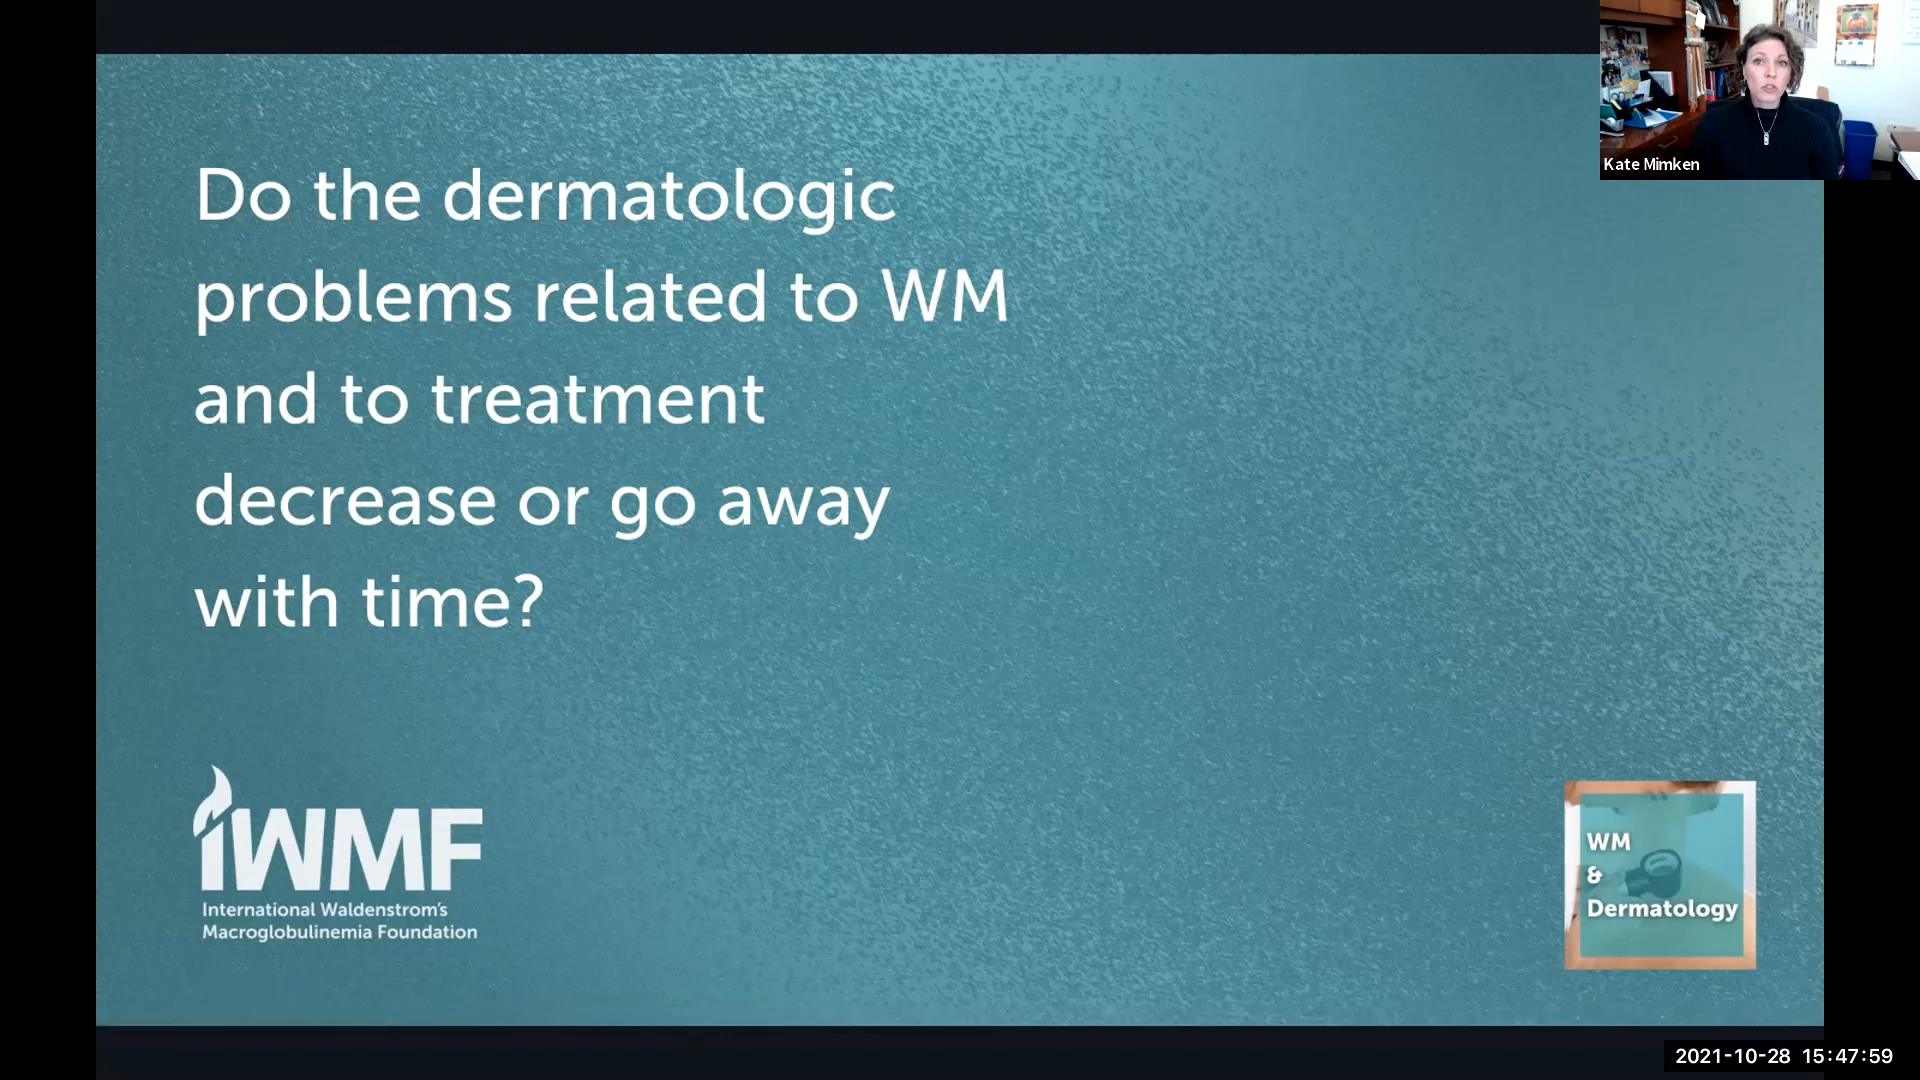 Do the dermatologic
problems related to WM
and to treatment
decrease or go away
with time?
Kate Mimken
IWMF
International Waldenstrom's
Macroglobulinemia Foundation
WM
&
Dermatology
2021-10-28 15:47:59